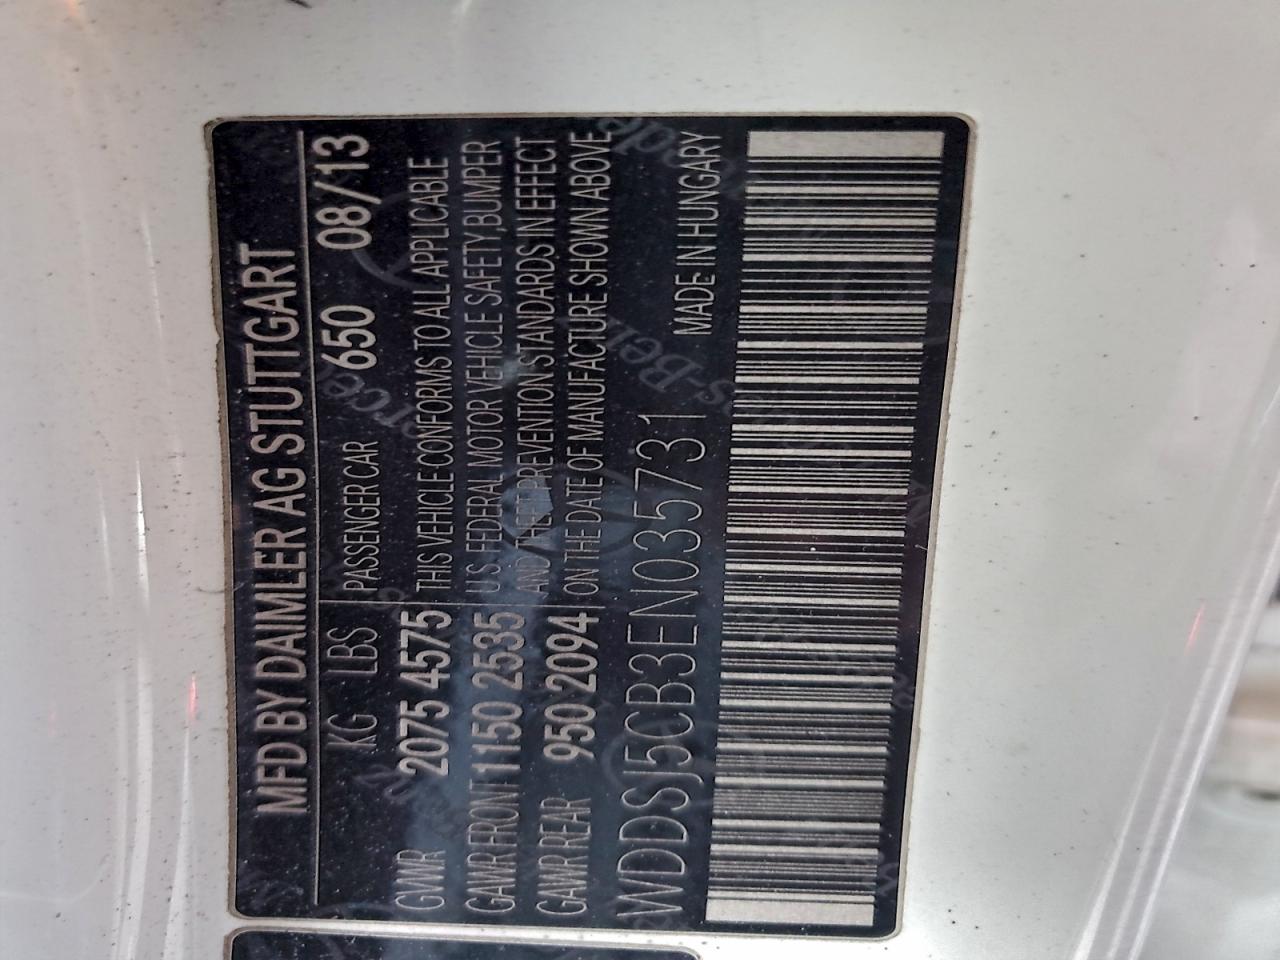 MFD BY DAIMLER AG STUTTGART
KG LBS PASSENGER CAR 650 08/13
GVWR 2075 4575 THIS VEHICLE CONFORMS TO ALL APPLICABLE
GAWR FRONT 1150 2535 U.S. FEDERAL MOTOR VEHICLE SAFETY, BUMPER
AND THEFT PREVENTION STANDARDS IN EFFECT
GAWR REAR 950 2094 ON THE DATE OF MANUFACTURE SHOWN ABOVE
WDDSJ5CB3EN035731 MADE IN HUNGARY